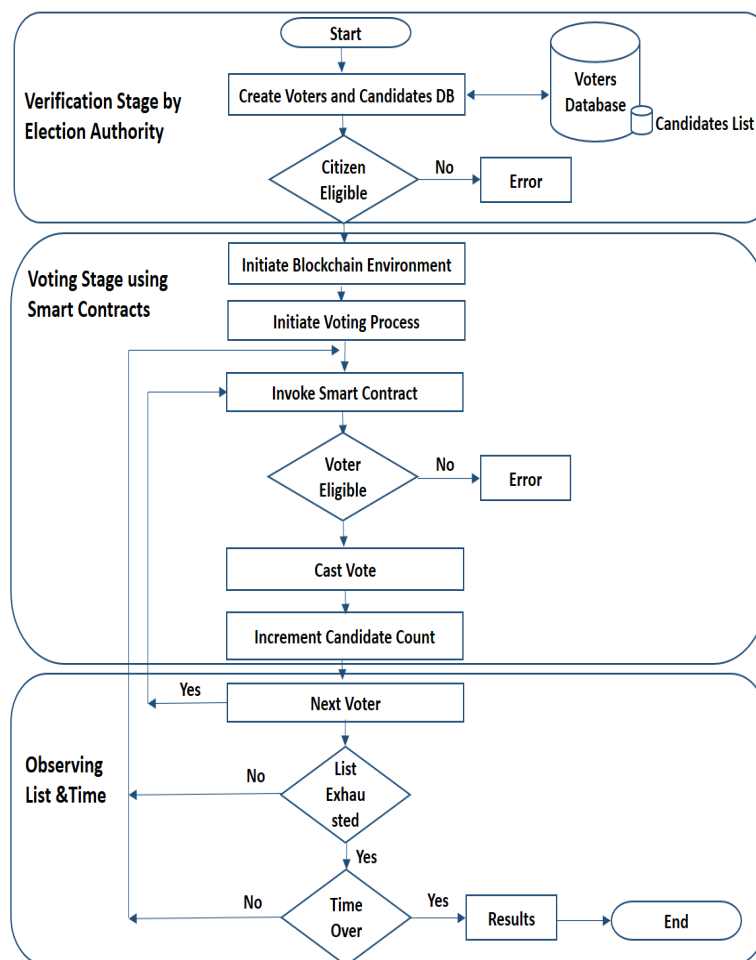 Start
Verification Stage by
Election Authority
Create Voters and Candidates DB
Voters
Database
Candidates List
Citizen
Eligible
No
Error
Voting Stage using
Smart Contracts
Initiate Blockchain Environment
Initiate Voting Process
Invoke Smart Contract
Voter
Eligible
No
Error
Cast Vote
Increment Candidate Count
Yes
Next Voter
Observing
List &Time
No
List
Exhau
sted
Yes
No
Time
Over
Yes
Results
End